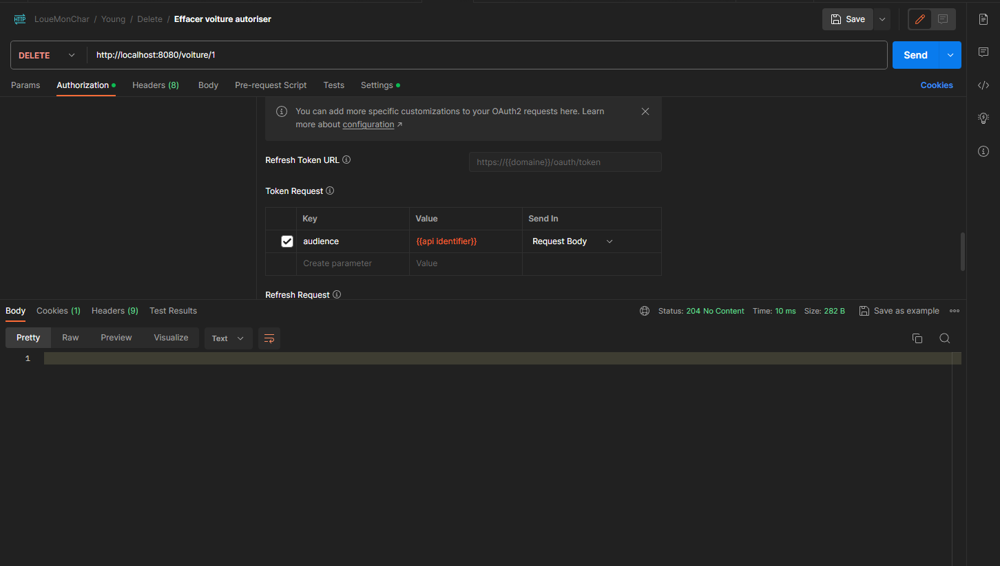 HTTP LoueMonChar / Young / Delete / Effacer voiture autoriser
Save
DELETE http://localhost:8080/voiture/1 Send
Params Authorization Headers (8) Body Pre-request Script Tests Settings Cookies
You can add more specific customizations to your OAuth2 requests here. Learn
more about configuration ↗
Refresh Token URL https://{{domaine}}/oauth/token
Token Request
Key Value Send In
audience {{api identifier}} Request Body
Create parameter Value
Refresh Request
Body Cookies (1) Headers (9) Test Results Status: 204 No Content Time: 10 ms Size: 282 B Save as example
Pretty Raw Preview Visualize Text
1